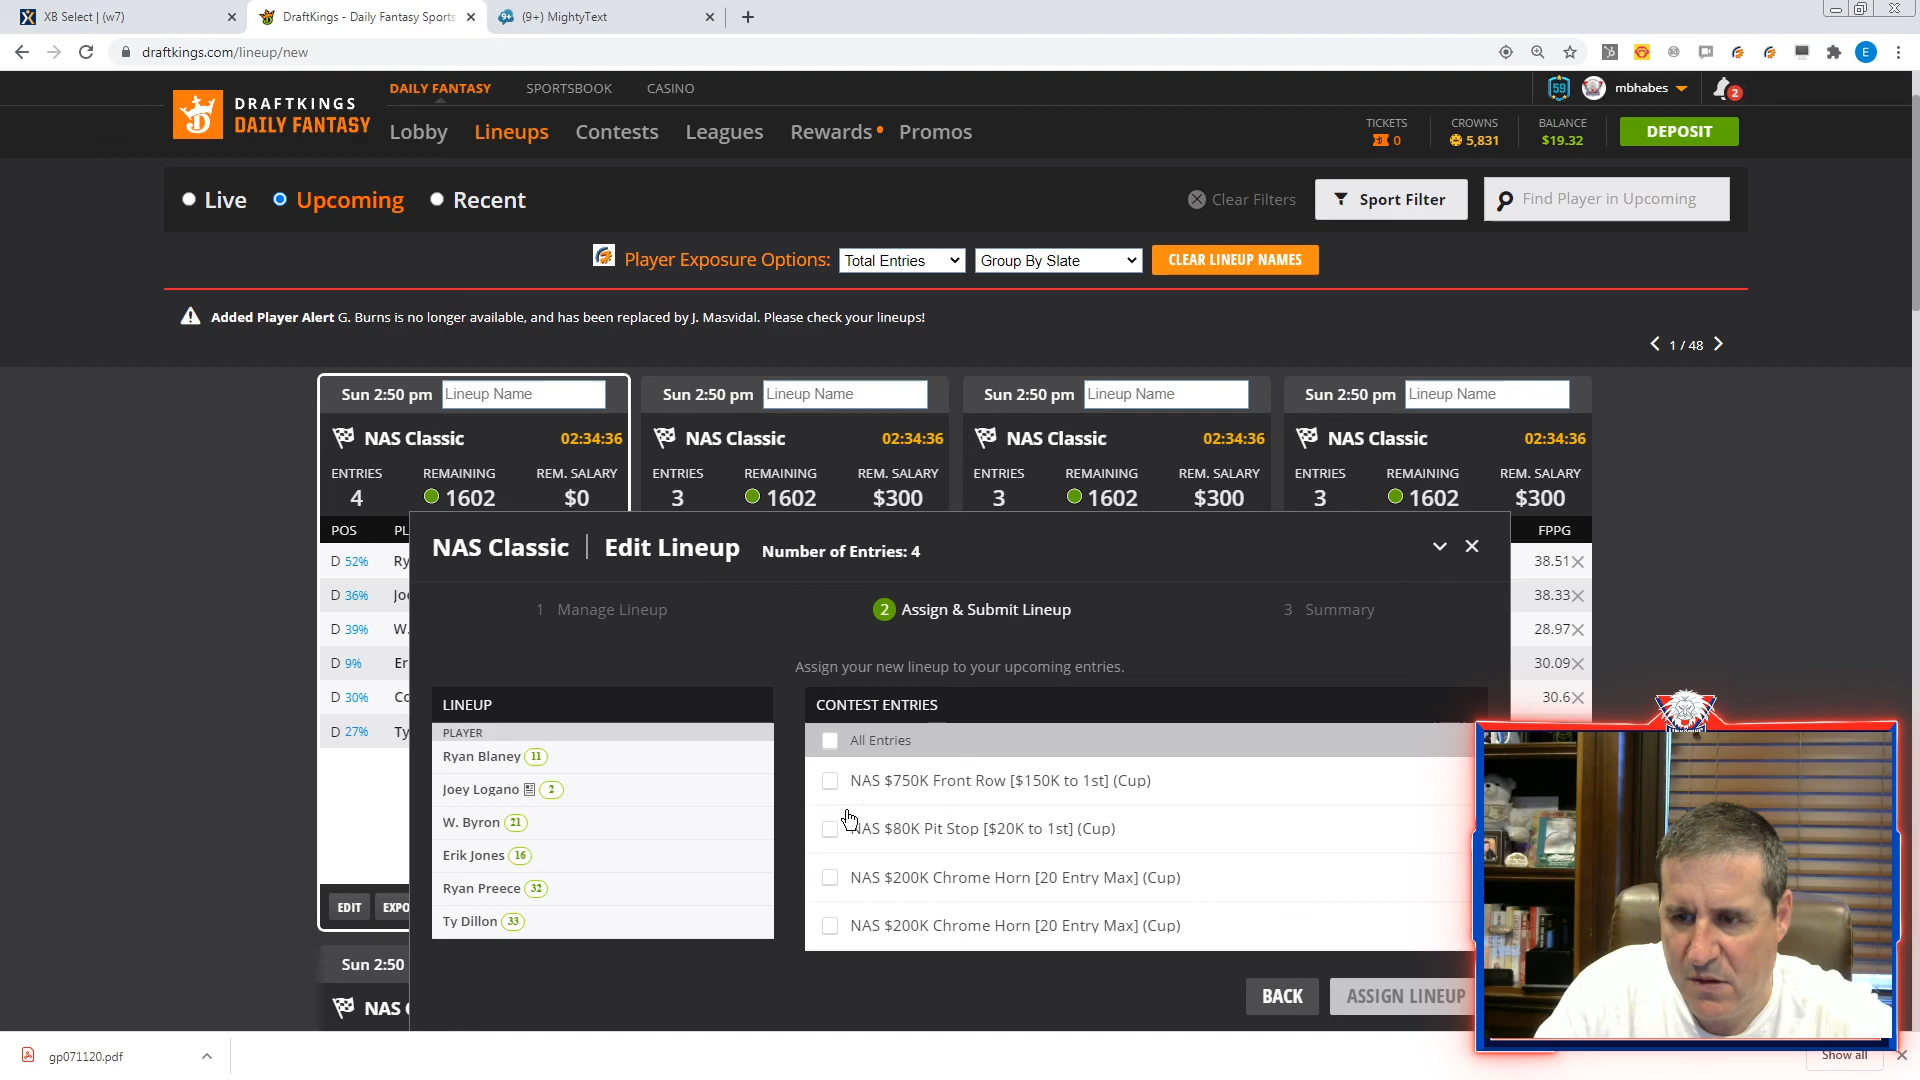 XB Select | (w7)
DraftKings - Daily Fantasy Sports
(9+) MightyText
draftkings.com/lineup/new
E
DRAFTKINGS
DAILY FANTASY
DAILY FANTASY
SPORTSBOOK
CASINO
Lobby
Lineups
Contests
Leagues
Rewards
Promos
59
mbhabes
2
TICKETS
0
CROWNS
5,831
BALANCE
$19.32
DEPOSIT
Live
Upcoming
Recent
Clear Filters
Sport Filter
Find Player in Upcoming
Player Exposure Options:
Total Entries
Group By Slate
CLEAR LINEUP NAMES
Added Player Alert G. Burns is no longer available, and has been replaced by J. Masvidal. Please check your lineups!
1 / 48
Sun 2:50 pm Lineup Name
NAS Classic 02:34:36
ENTRIES REMAINING REM. SALARY
4 1602 $0
Sun 2:50 pm Lineup Name
NAS Classic 02:34:36
ENTRIES REMAINING REM. SALARY
3 1602 $300
Sun 2:50 pm Lineup Name
NAS Classic 02:34:36
ENTRIES REMAINING REM. SALARY
3 1602 $300
Sun 2:50 pm Lineup Name
NAS Classic 02:34:36
ENTRIES REMAINING REM. SALARY
3 1602 $300
POS PL
D 52% Ry
D 36% Joe
D 39% W.
D 9% Er
D 30% Co
D 27% Ty
EDIT EXPO
Sun 2:50
NAS C
FPPG
38.51
38.33
28.97
30.09
30.6
NAS Classic | Edit Lineup Number of Entries: 4
1 Manage Lineup
2 Assign & Submit Lineup
3 Summary
Assign your new lineup to your upcoming entries.
LINEUP
PLAYER
Ryan Blaney 11
Joey Logano 2
W. Byron 21
Erik Jones 16
Ryan Preece 32
Ty Dillon 33
CONTEST ENTRIES
All Entries
NAS $750K Front Row [$150K to 1st] (Cup)
NAS $80K Pit Stop [$20K to 1st] (Cup)
NAS $200K Chrome Horn [20 Entry Max] (Cup)
NAS $200K Chrome Horn [20 Entry Max] (Cup)
BACK
ASSIGN LINEUP
gp071120.pdf
Show all